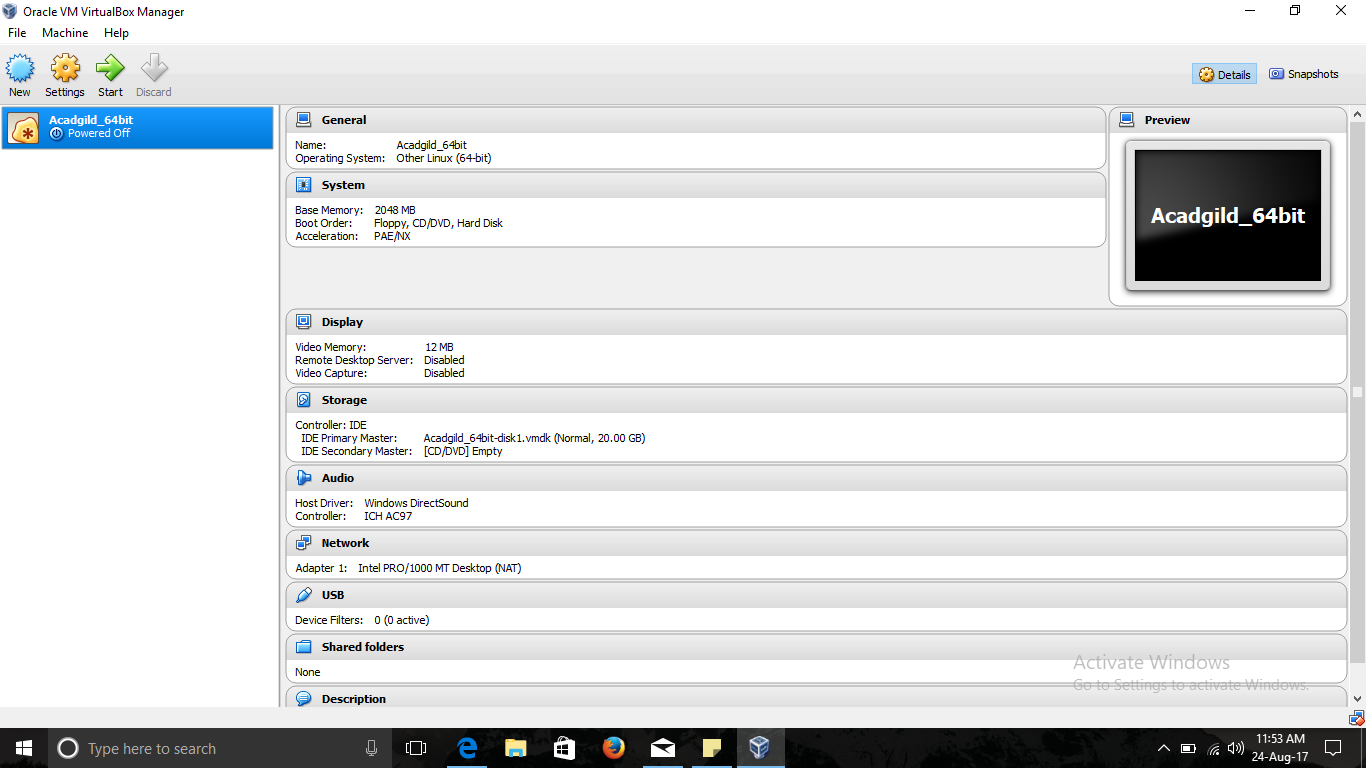 Oracle VM VirtualBox Manager
File Machine Help
New Settings Start Discard
Details Snapshots
Acadgild_64bit
Powered Off
General
Name: Acadgild_64bit
Operating System: Other Linux (64-bit)
System
Base Memory: 2048 MB
Boot Order: Floppy, CD/DVD, Hard Disk
Acceleration: PAE/NX
Preview
Acadgild_64bit
Display
Video Memory: 12 MB
Remote Desktop Server: Disabled
Video Capture: Disabled
Storage
Controller: IDE
IDE Primary Master: Acadgild_64bit-disk1.vmdk (Normal, 20.00 GB)
IDE Secondary Master: [CD/DVD] Empty
Audio
Host Driver: Windows DirectSound
Controller: ICH AC97
Network
Adapter 1: Intel PRO/1000 MT Desktop (NAT)
USB
Device Filters: 0 (0 active)
Shared folders
None
Description
Activate Windows
Go to Settings to activate Windows.
Type here to search
11:53 AM
24-Aug-17